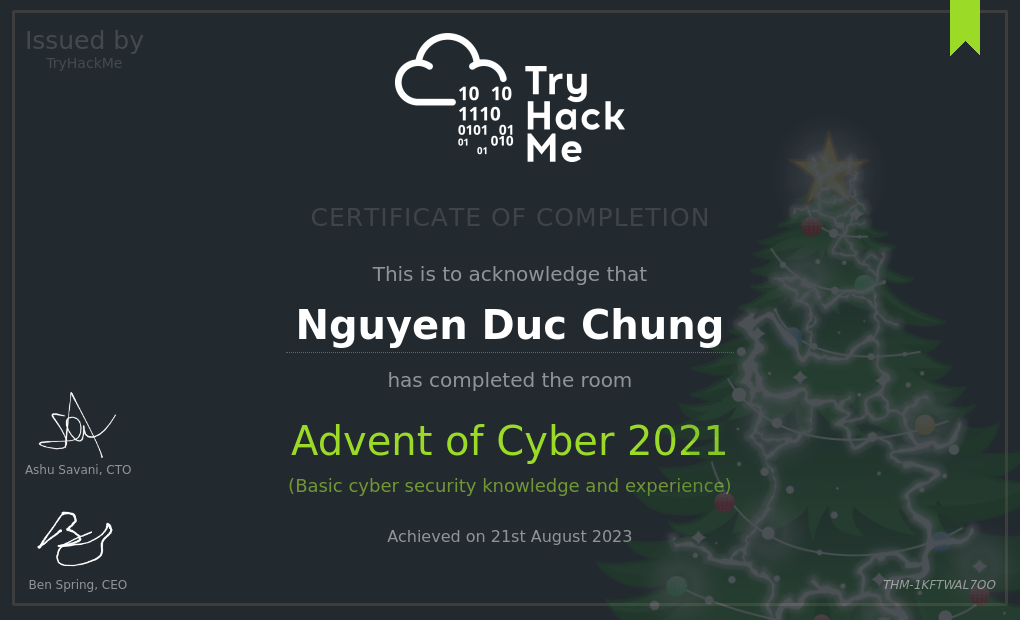 Issued by
TryHackMe
10 10
1110
0101 01
01 010
01
Try
Hack
Me
CERTIFICATE OF COMPLETION
This is to acknowledge that
Nguyen Duc Chung
has completed the room
Advent of Cyber 2021
(Basic cyber security knowledge and experience)
Achieved on 21st August 2023
Ashu Savani, CTO
Ben Spring, CEO
THM-1KFTWAL7OO